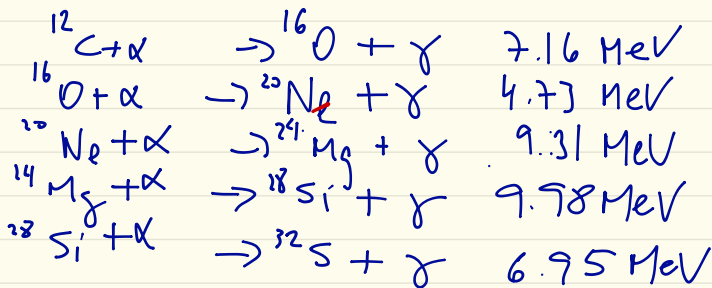 ¹²C + α → ¹⁶O + γ 7.16 MeV
¹⁶O + α → ²⁰Ne + γ 4.73 MeV
²⁰Ne + α → ²⁴Mg + γ 9.31 MeV
²⁴Mg + α → ²⁸Si + γ 9.98 MeV
²⁸Si + α → ³²S + γ 6.95 MeV